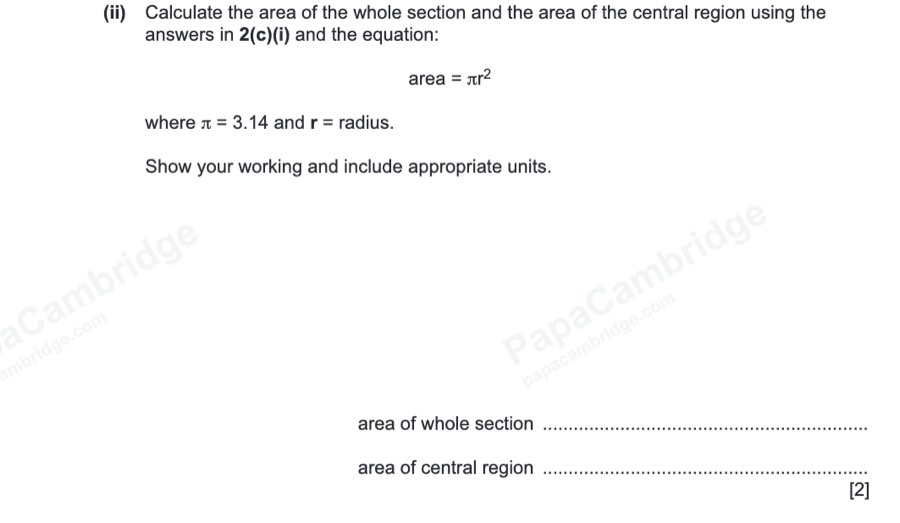 (ii) Calculate the area of the whole section and the area of the central region using the
answers in 2(c)(i) and the equation:
area = πr²
where π = 3.14 and r = radius.
Show your working and include appropriate units.
PapaCambridge
papacambridge.com
aCambridge
ambridge.com
area of whole section ................................................................
area of central region ................................................................
[2]